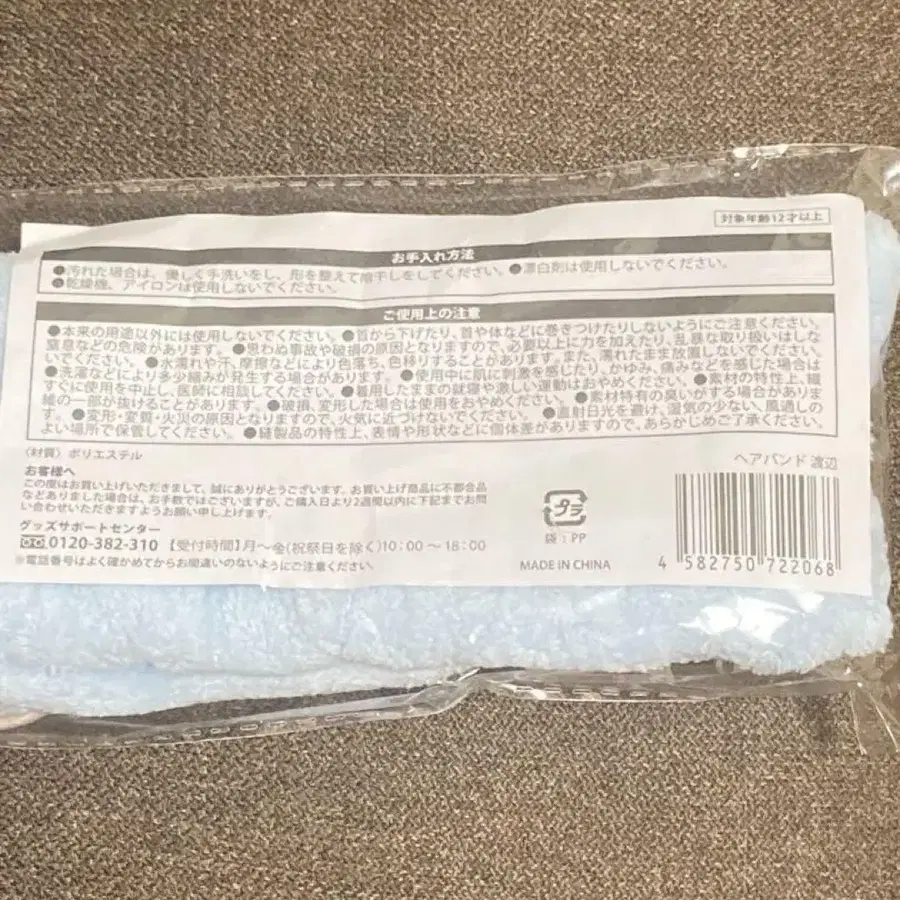 対象年齢12才以上
お手入れ方法
●汚れた場合は、優しく手洗いをし、形を整えて陰干しをしてください。●漂白剤は使用しないでください。
●乾燥機、アイロンは使用しないでください。
ご使用上の注意
●本来の用途以外には使用しないでください。●首から下げたり、首や体などに巻きつけたりしないようにご注意ください。
窒息などの危険があります。●思わぬ事故や破損の原因となりますので、必要以上に力を加えたり、乱暴な取り扱いはしな
いでください。●水濡れや汗、摩擦などにより色落ち、色移りすることがあります。また、濡れたまま放置しないでください。
●洗濯などにより多少縮みが発生する場合があります。●使用中に肌に刺激を感じたり、かゆみ、痛みなどを感じた場合は
すぐに使用を中止し、医師に相談してください。●着用したままの就寝や激しい運動はおやめください。●素材の特性上、繊
維の一部が抜けることがあります。●破損、変形した場合は使用をおやめください。●素材特有の臭いがする場合がありま
す。●変形・変質・火災の原因となりますので、火気に近づけないでください。●直射日光を避け、湿気の少ない、風通しの
よい場所で保管してください。●縫製品の特性上、表情や形状などに個体差がありますので、あらかじめご了承ください。
〈材質〉ポリエステル
ヘアバンド 渡辺
お客様へ
この度はお買い上げいただきまして、誠にありがとうございます。お買い上げ商品に不都合品
などありました場合は、お手数ではございますが、ご購入日より2週間以内に下記までお問
い合わせいただきますようお願い申し上げます。
グッズサポートセンター
0120-382-310 【受付時間】月～金(祝祭日を除く)10:00～18:00
※電話番号はよく確かめてからお間違いのないようにご注意ください。
プラ
袋：PP
MADE IN CHINA
4 582750 722068